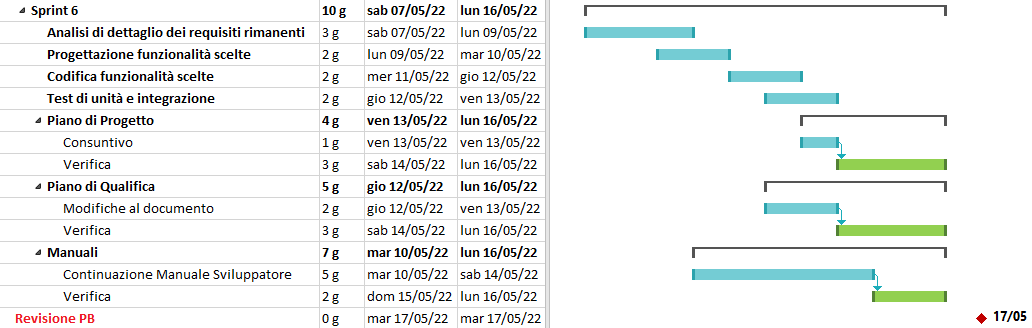 Sprint 6 10 g sab 07/05/22 lun 16/05/22
Analisi di dettaglio dei requisiti rimanenti 3 g sab 07/05/22 lun 09/05/22
Progettazione funzionalità scelte 2 g lun 09/05/22 mar 10/05/22
Codifica funzionalità scelte 2 g mer 11/05/22 gio 12/05/22
Test di unità e integrazione 2 g gio 12/05/22 ven 13/05/22
Piano di Progetto 4 g ven 13/05/22 lun 16/05/22
Consuntivo 1 g ven 13/05/22 ven 13/05/22
Verifica 3 g sab 14/05/22 lun 16/05/22
Piano di Qualifica 5 g gio 12/05/22 lun 16/05/22
Modifiche al documento 2 g gio 12/05/22 ven 13/05/22
Verifica 3 g sab 14/05/22 lun 16/05/22
Manuali 7 g mar 10/05/22 lun 16/05/22
Continuazione Manuale Sviluppatore 5 g mar 10/05/22 sab 14/05/22
Verifica 2 g dom 15/05/22 lun 16/05/22
Revisione PB 0 g mar 17/05/22 mar 17/05/22 17/05